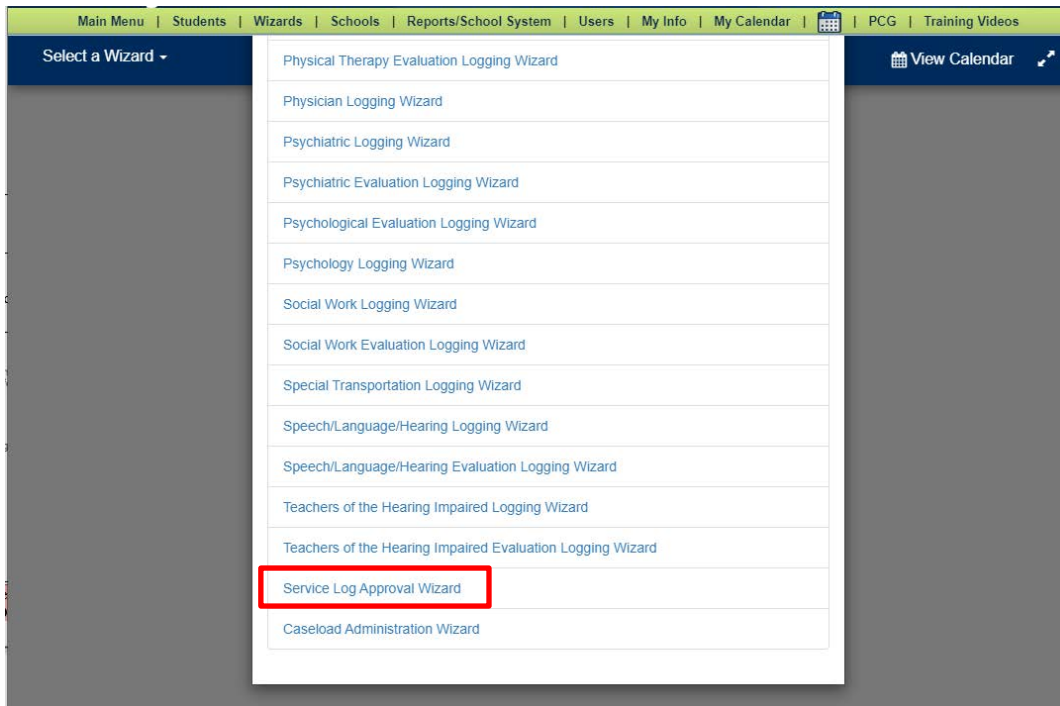 Main Menu | Students | Wizards | Schools | Reports/School System | Users | My Info | My Calendar | | PCG | Training Videos
Select a Wizard
View Calendar
Physical Therapy Evaluation Logging Wizard
Physician Logging Wizard
Psychiatric Logging Wizard
Psychiatric Evaluation Logging Wizard
Psychological Evaluation Logging Wizard
Psychology Logging Wizard
Social Work Logging Wizard
Social Work Evaluation Logging Wizard
Special Transportation Logging Wizard
Speech/Language/Hearing Logging Wizard
Speech/Language/Hearing Evaluation Logging Wizard
Teachers of the Hearing Impaired Logging Wizard
Teachers of the Hearing Impaired Evaluation Logging Wizard
Service Log Approval Wizard
Caseload Administration Wizard